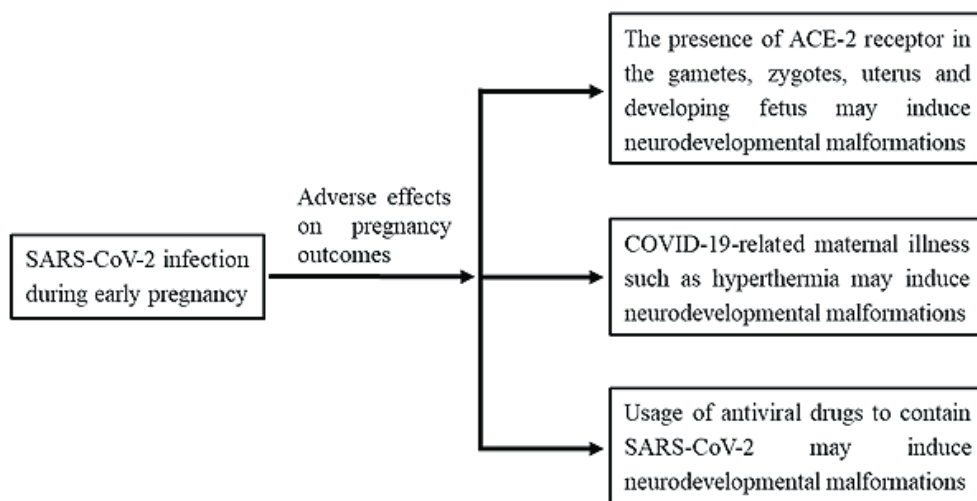 SARS-CoV-2 infection
during early pregnancy
Adverse effects
on pregnancy
outcomes
The presence of ACE-2 receptor in
the gametes, zygotes, uterus and
developing fetus may induce
neurodevelopmental malformations
COVID-19-related maternal illness
such as hyperthermia may induce
neurodevelopmental malformations
Usage of antiviral drugs to contain
SARS-CoV-2 may induce
neurodevelopmental malformations